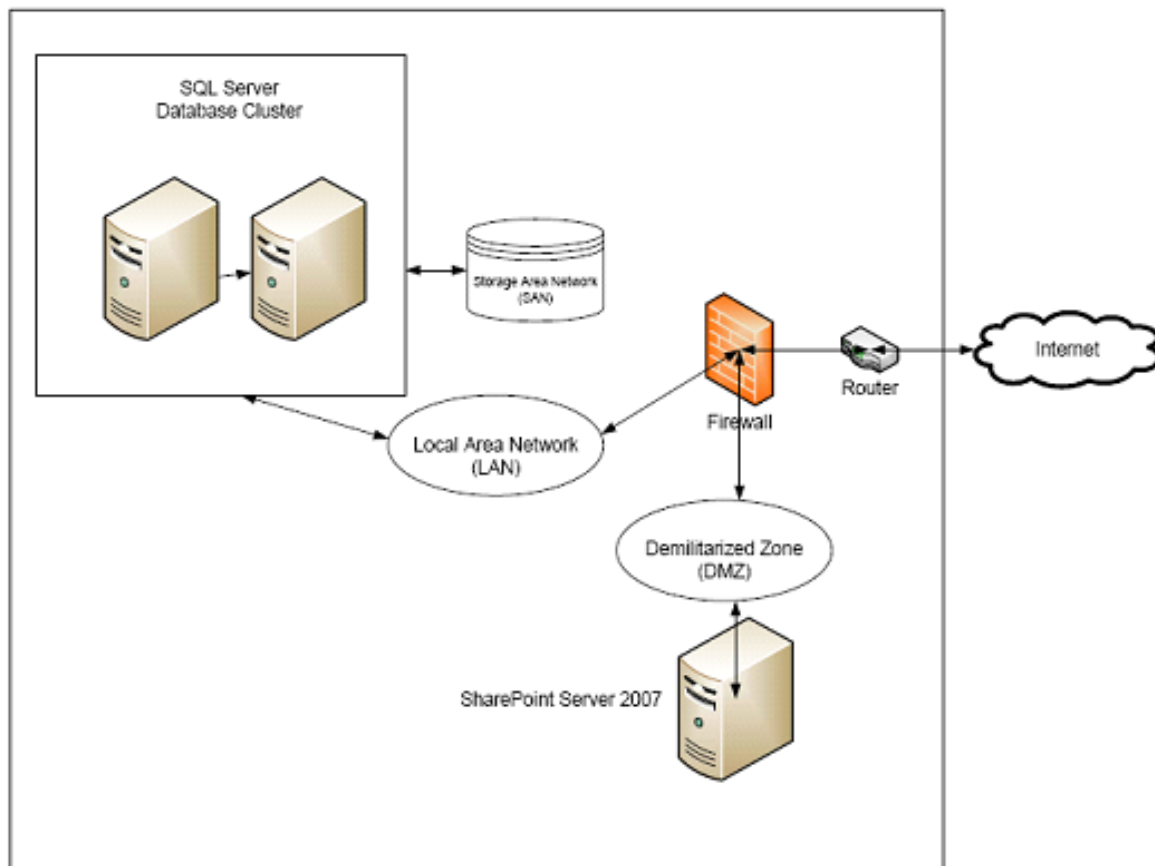 SQL Server
Database Cluster
Storage Area Network
(SAN)
Internet
Router
Firewall
Local Area Network
(LAN)
Demilitarized Zone
(DMZ)
SharePoint Server 2007